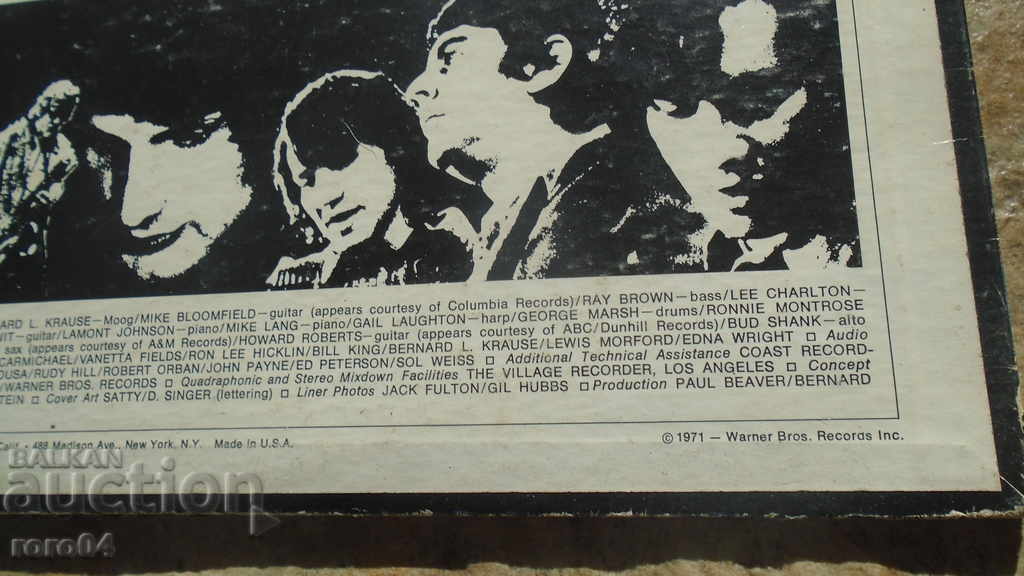 ARD L. KRAUSE—Moog/MIKE BLOOMFIELD—guitar (appears courtesy of Columbia Records)/RAY BROWN—bass/LEE CHARLTON—
WIT—guitar/LAMONT JOHNSON—piano/MIKE LANG—piano/GAIL LAUGHTON—harp/GEORGE MARSH—drums/RONNIE MONTROSE
sax (appears courtesy of A&M Records)/HOWARD ROBERTS—guitar (appears courtesy of ABC/Dunhill Records)/BUD SHANK—alto
CARMICHAEL/VANETTA FIELDS/RON LEE HICKLIN/BILL KING/BERNARD L. KRAUSE/LEWIS MORFORD/EDNA WRIGHT □ Audio
OUSA/RUDY HILL/ROBERT ORBAN/JOHN PAYNE/ED PETERSON/SOL WEISS □ Additional Technical Assistance COAST RECORD-
/WARNER BROS. RECORDS □ Quadraphonic and Stereo Mixdown Facilities THE VILLAGE RECORDER, LOS ANGELES □ Concept
TEIN □ Cover Art SATTY/D. SINGER (lettering) □ Liner Photos JACK FULTON/GIL HUBBS □ Production PAUL BEAVER/BERNARD
Calif. - 488 Madison Ave., New York, N.Y. Made in U.S.A.
© 1971 — Warner Bros. Records Inc.
BALKAN
auction
roro04